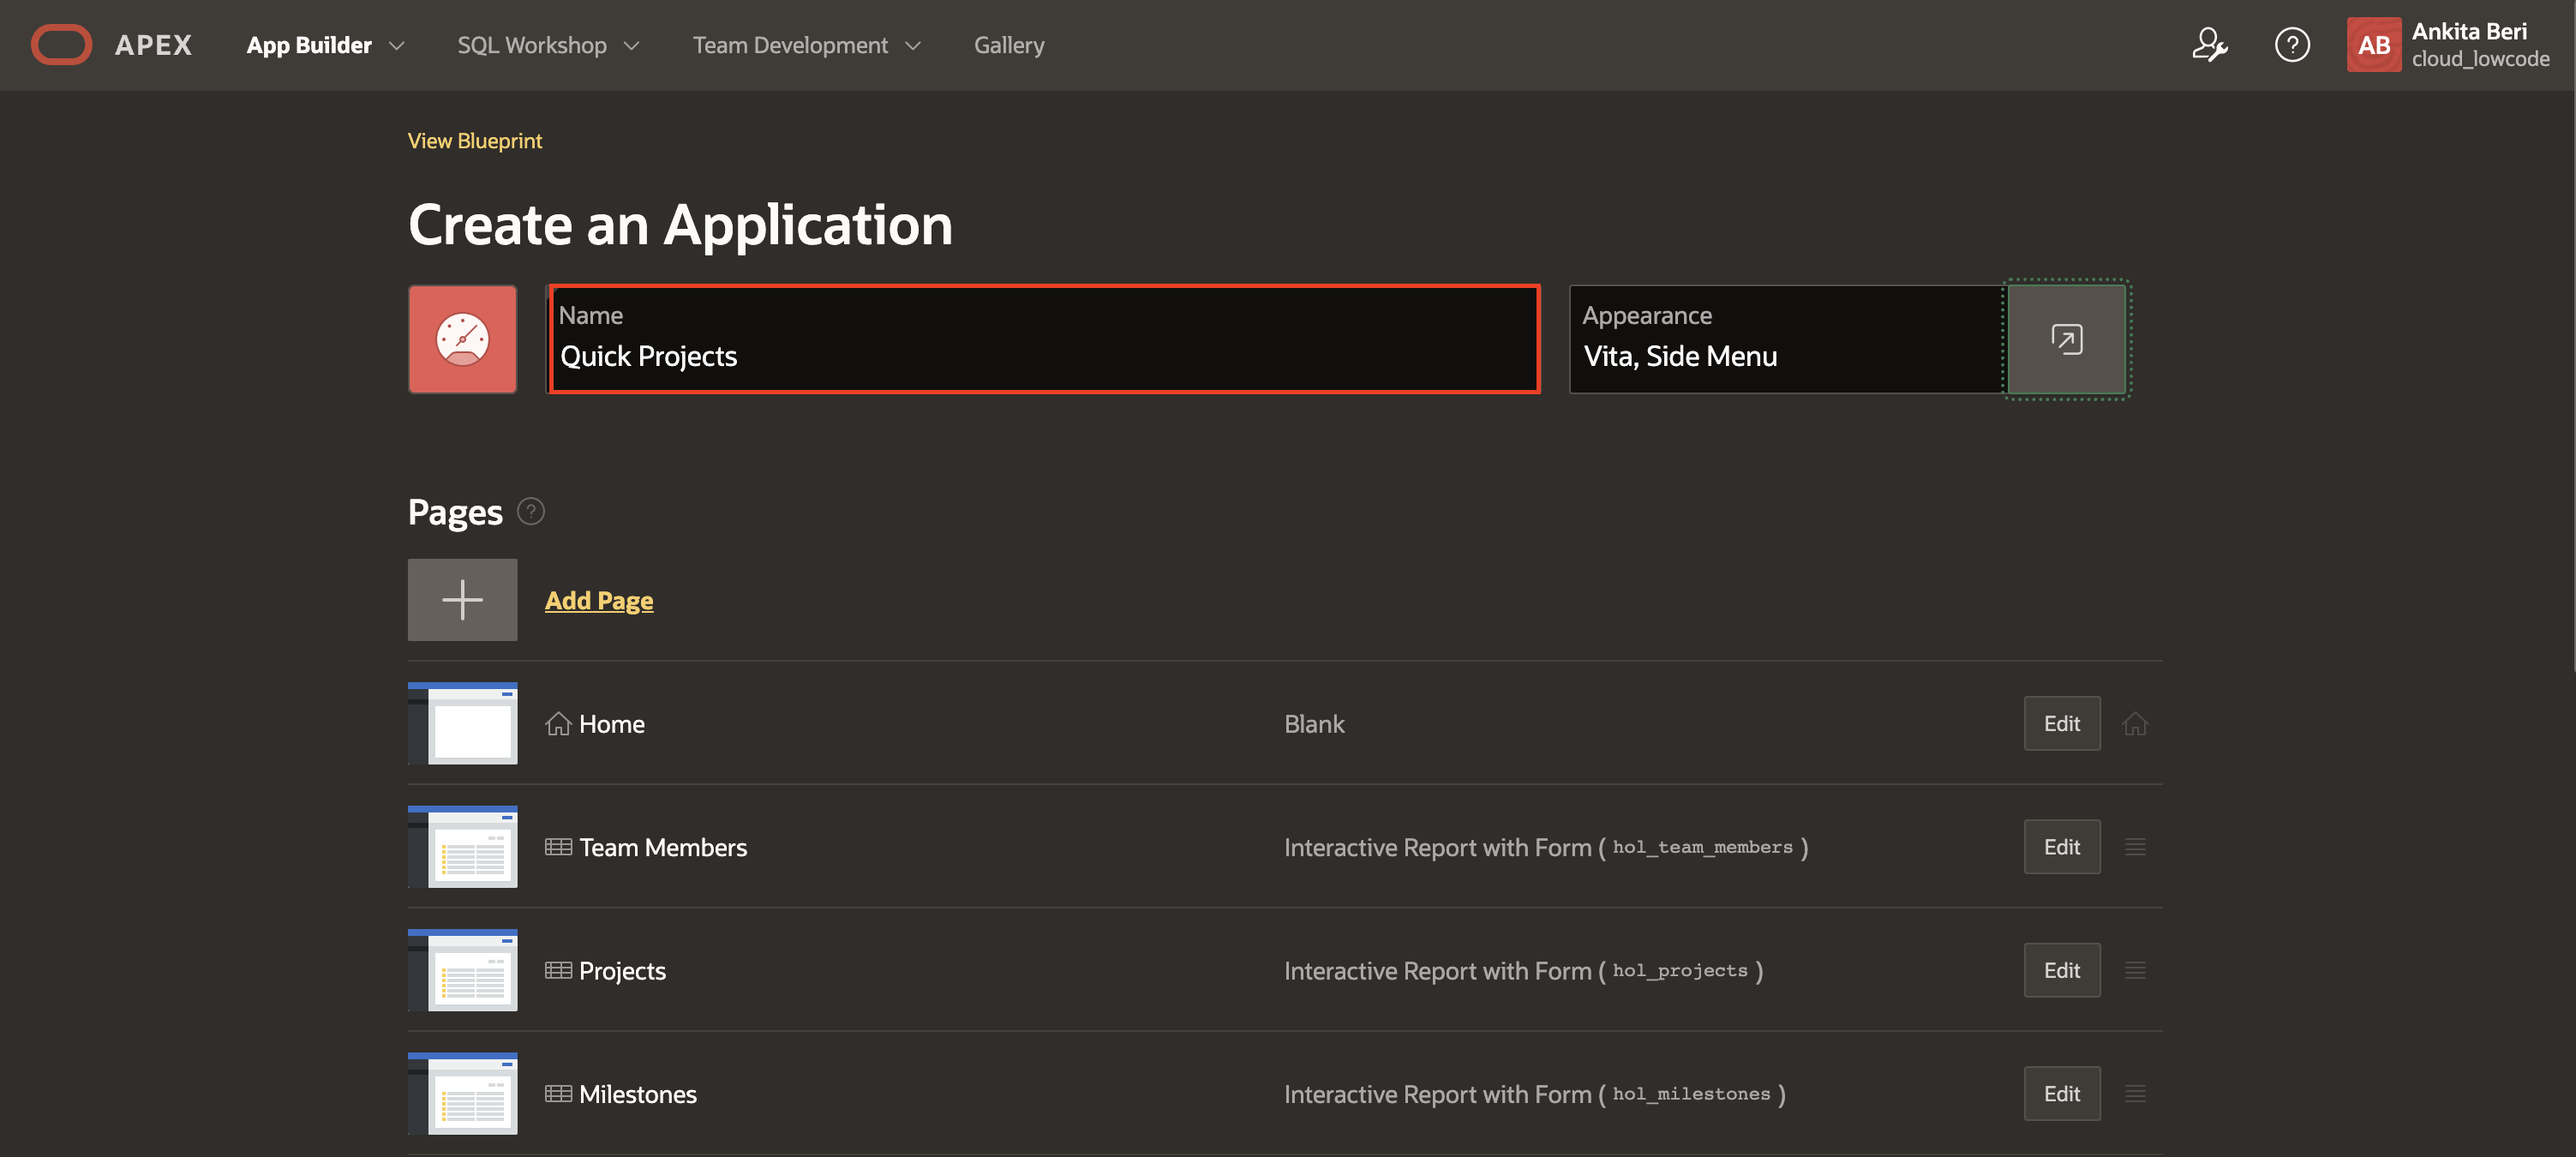 APEX App Builder SQL Workshop Team Development Gallery ? AB Ankita Beri
cloud_lowcode
View Blueprint
Create an Application
Name
Quick Projects
Appearance
Vita, Side Menu
Pages ?
Add Page
Home Blank Edit
Team Members Interactive Report with Form ( hol_team_members ) Edit
Projects Interactive Report with Form ( hol_projects ) Edit
Milestones Interactive Report with Form ( hol_milestones ) Edit